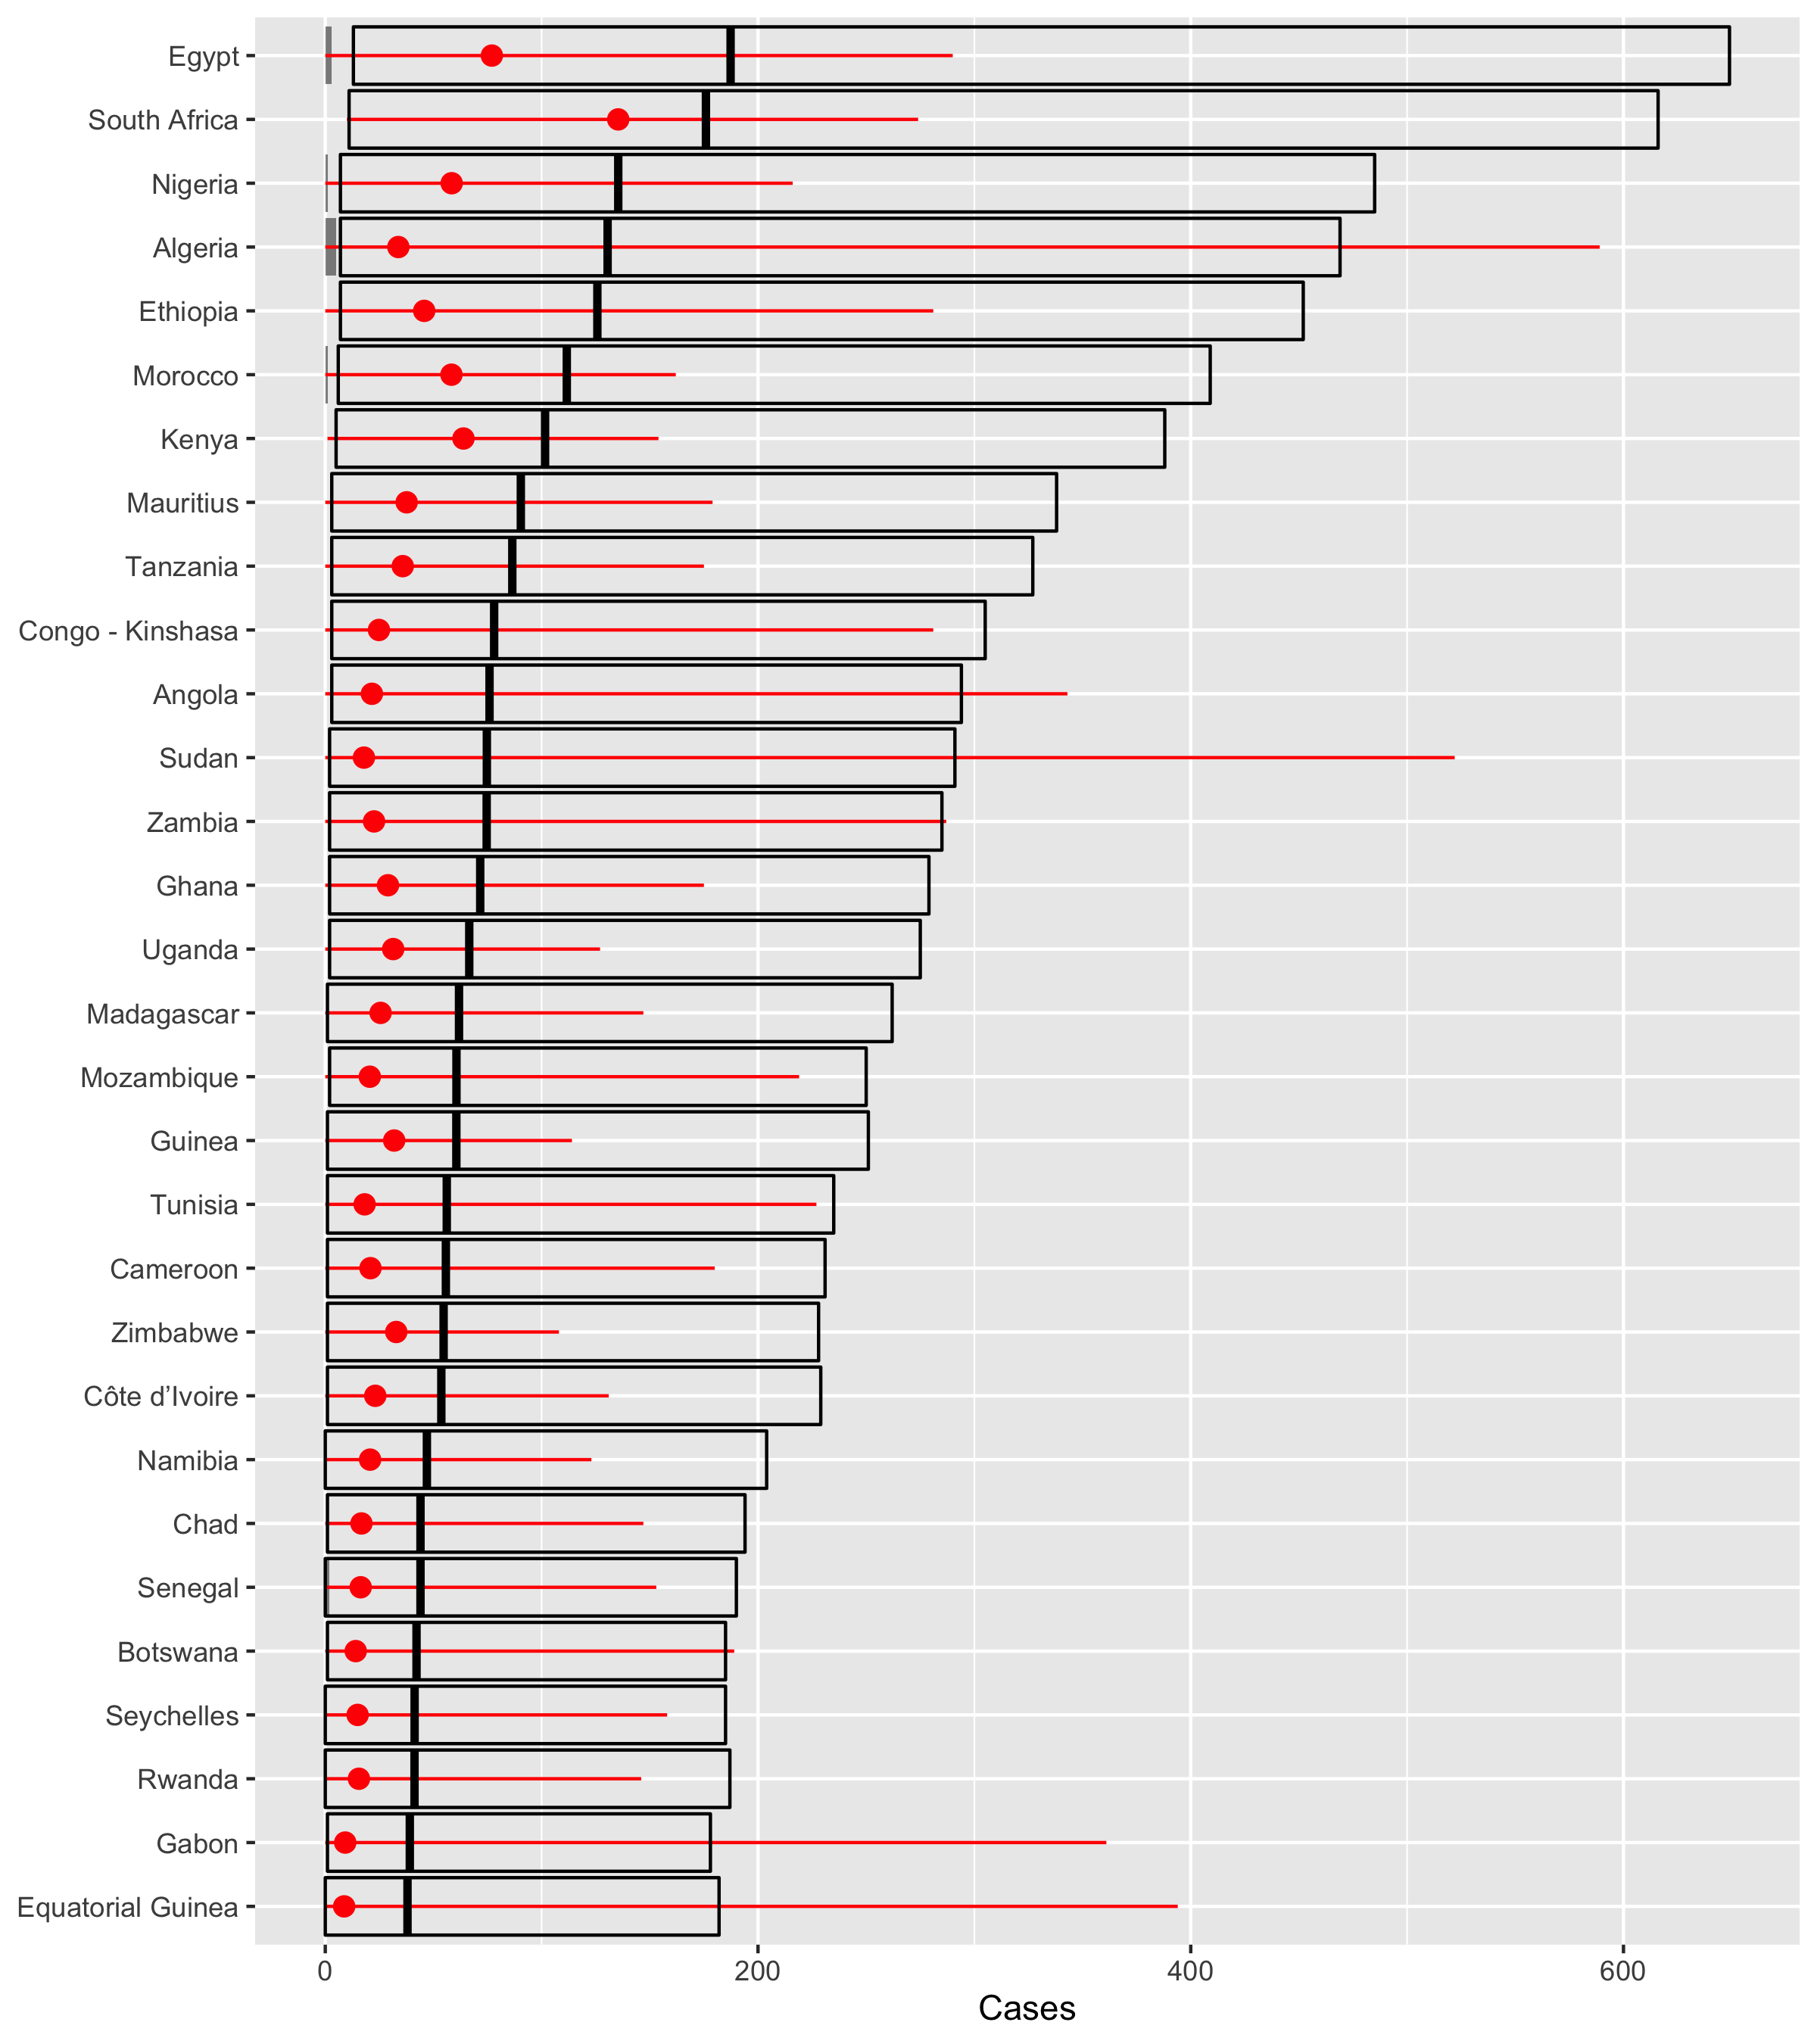 Egypt
South Africa
Nigeria
Algeria
Ethiopia
Morocco
Kenya
Mauritius
Tanzania
Congo - Kinshasa
Angola
Sudan
Zambia
Ghana
Uganda
Madagascar
Mozambique
Guinea
Tunisia
Cameroon
Zimbabwe
Côte d’Ivoire
Namibia
Chad
Senegal
Botswana
Seychelles
Rwanda
Gabon
Equatorial Guinea
0 200 400 600
Cases